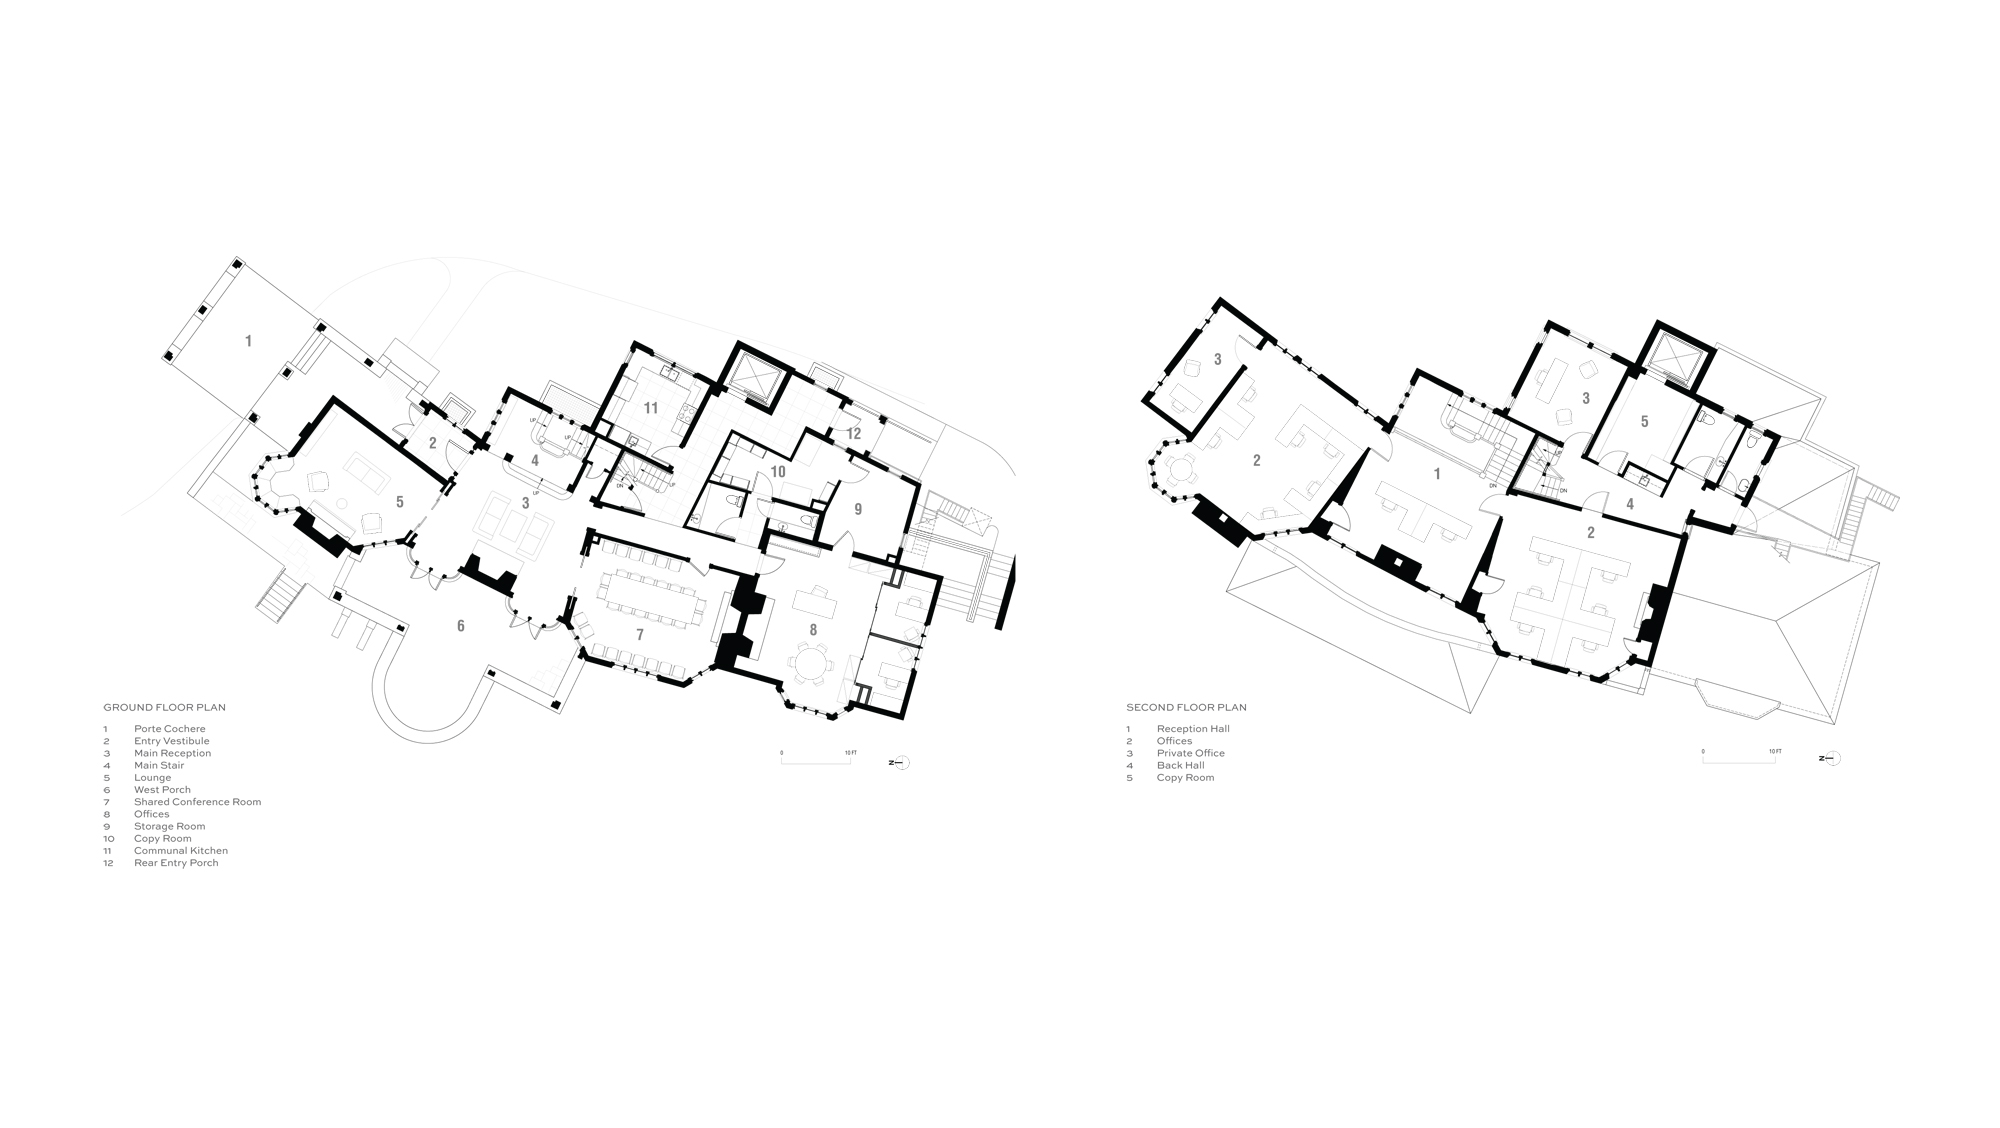 1
2
3
4
5
6
7
8
9
10
11
12
UP
UP
UP
DN
UP
GROUND FLOOR PLAN
1 Porte Cochere
2 Entry Vestibule
3 Main Reception
4 Main Stair
5 Lounge
6 West Porch
7 Shared Conference Room
8 Offices
9 Storage Room
10 Copy Room
11 Communal Kitchen
12 Rear Entry Porch
0 10 FT
N
3
2
1
3
5
4
2
DN
UP
DN
SECOND FLOOR PLAN
1 Reception Hall
2 Offices
3 Private Office
4 Back Hall
5 Copy Room
0 10 FT
N